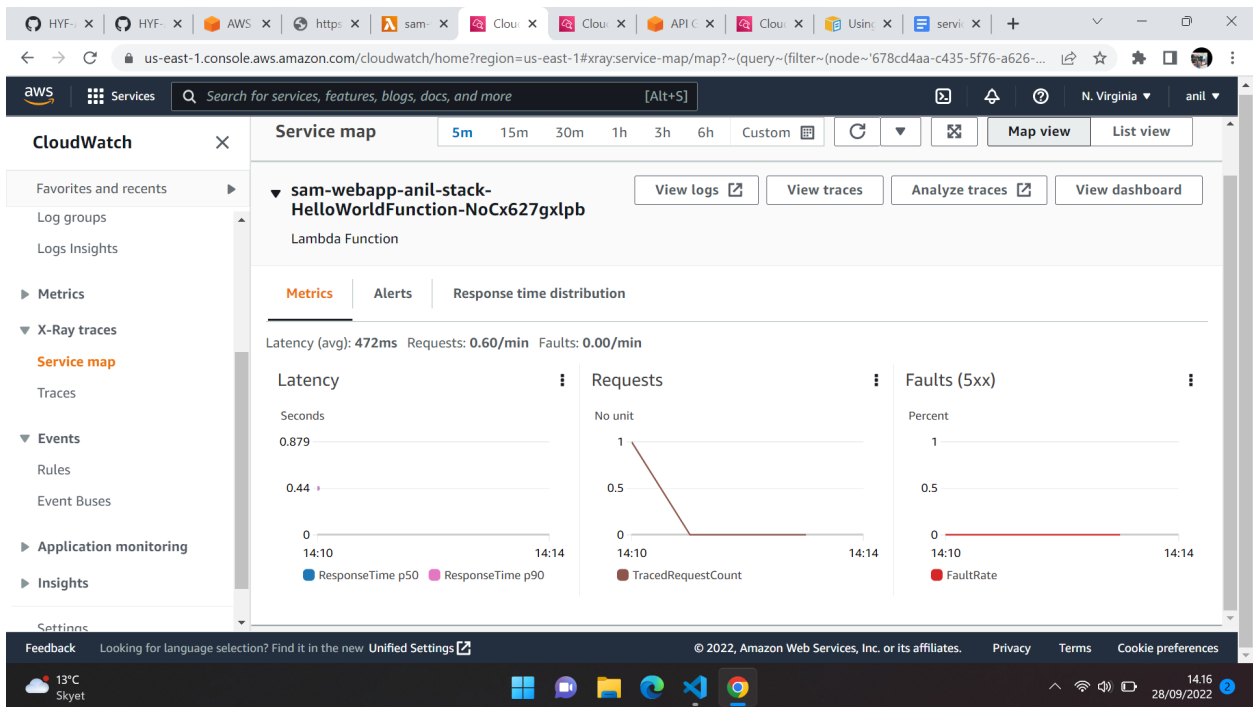 HYF-
HYF-
AWS
https
sam-
Clou
Clou
API G
Clou
Using
servic
us-east-1.console.aws.amazon.com/cloudwatch/home?region=us-east-1#xray:service-map/map?~(query~(filter~(node~'678cd4aa-c435-5f76-a626-...
aws
Services
Search for services, features, blogs, docs, and more [Alt+S]
N. Virginia
anil
CloudWatch
Favorites and recents
Log groups
Logs Insights
Metrics
X-Ray traces
Service map
Traces
Events
Rules
Event Buses
Application monitoring
Insights
Settings
Service map
5m 15m 30m 1h 3h 6h Custom
Map view List view
sam-webapp-anil-stack-
HelloWorldFunction-NoCx627gxlpb
Lambda Function
View logs View traces Analyze traces View dashboard
Metrics Alerts Response time distribution
Latency (avg): 472ms Requests: 0.60/min Faults: 0.00/min
Latency
Seconds
0.879
0.44
0
14:10 14:14
ResponseTime p50 ResponseTime p90
Requests
No unit
1
0.5
0
14:10 14:14
TracedRequestCount
Faults (5xx)
Percent
1
0.5
0
14:10 14:14
FaultRate
Feedback Looking for language selection? Find it in the new Unified Settings
© 2022, Amazon Web Services, Inc. or its affiliates. Privacy Terms Cookie preferences
13°C
Skyet
14.16
28/09/2022
2